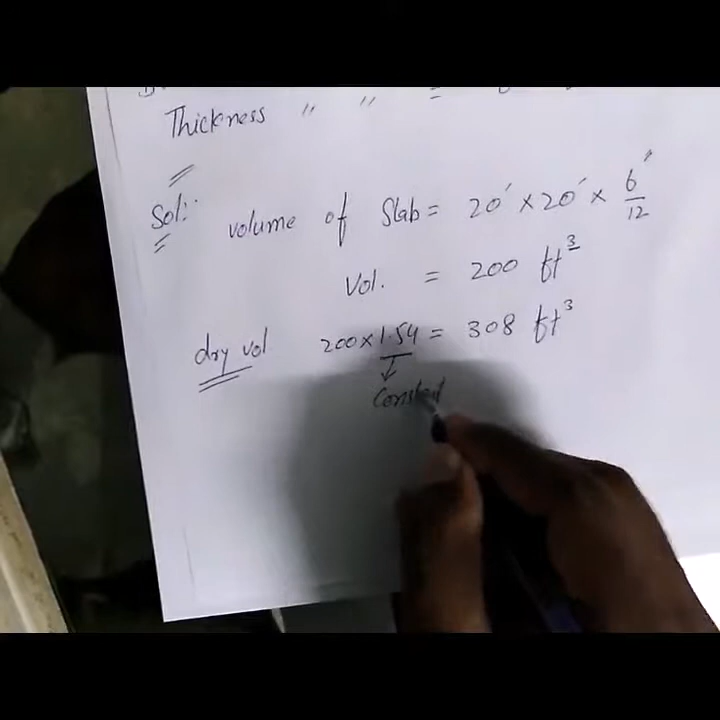 Thickness " " =
Sol:
volume of Slab = 20' × 20' × 6"/12
Vol. = 200 ft³
dry vol 200 × 1.54 = 308 ft³
Constant